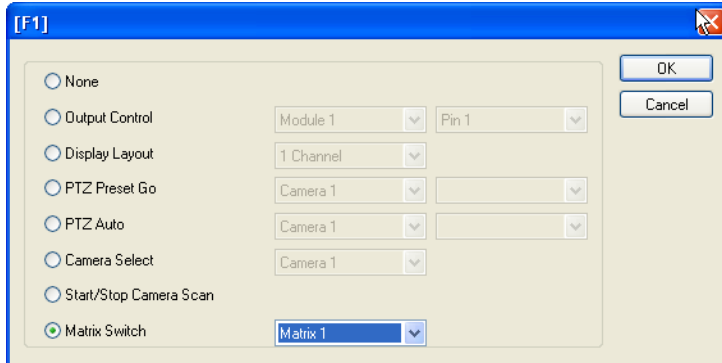 [F1]
None
OK
Cancel
Output Control Module 1 Pin 1
Display Layout 1 Channel
PTZ Preset Go Camera 1
PTZ Auto Camera 1
Camera Select Camera 1
Start/Stop Camera Scan
Matrix Switch Matrix 1